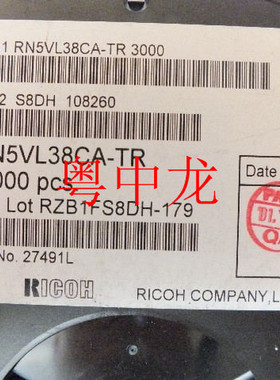 1 RN5VL38CA-TR 3000
2 S8DH 108260
N5VL38CA-TR
000 pcs
粤中龙
Date
Lot RZB1FS8DH-179
No. 27491L
RICOH
RICOH COMPANY, L